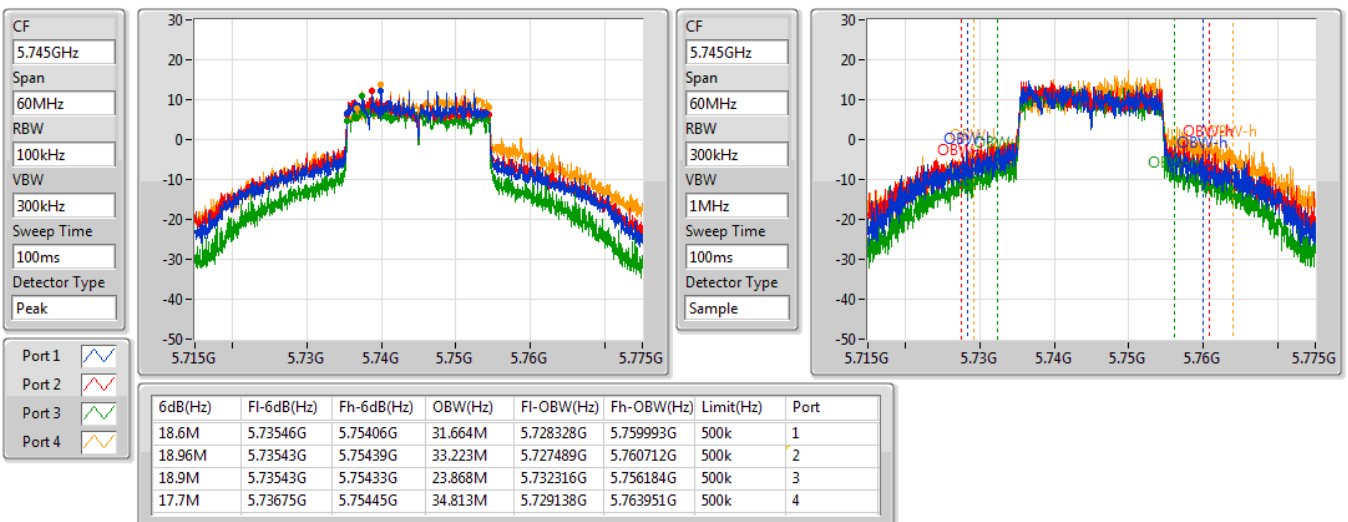 CF
5.745GHz
Span
60MHz
RBW
100kHz
VBW
300kHz
Sweep Time
100ms
Detector Type
Peak
Port 1
Port 2
Port 3
Port 4
30
20
10
0
-10
-20
-30
-40
-50
5.715G 5.73G 5.74G 5.75G 5.76G 5.775G
CF
5.745GHz
Span
60MHz
RBW
300kHz
VBW
1MHz
Sweep Time
100ms
Detector Type
Sample
30
20
10
0
-10
-20
-30
-40
-50
OBW-h
OBW-h
5.715G 5.73G 5.74G 5.75G 5.76G 5.775G
6dB(Hz) Fl-6dB(Hz) Fh-6dB(Hz) OBW(Hz) Fl-OBW(Hz) Fh-OBW(Hz) Limit(Hz) Port
18.6M 5.73546G 5.75406G 31.664M 5.728328G 5.759993G 500k 1
18.96M 5.73543G 5.75439G 33.223M 5.727489G 5.760712G 500k 2
18.9M 5.73543G 5.75433G 23.868M 5.732316G 5.756184G 500k 3
17.7M 5.73675G 5.75445G 34.813M 5.729138G 5.763951G 500k 4